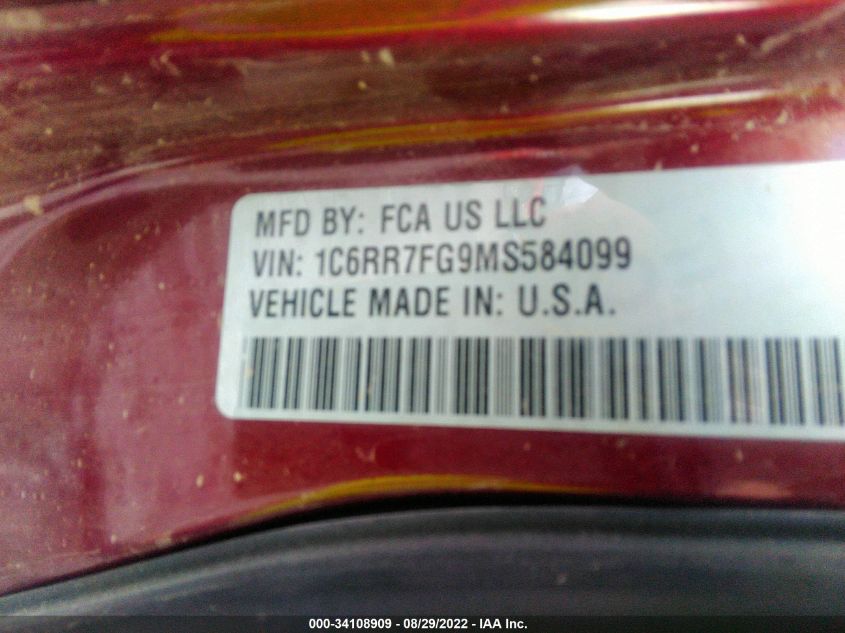 MFD BY: FCA US LLC
VIN: 1C6RR7FG9MS584099
VEHICLE MADE IN: U.S.A.
000-34108909 - 08/29/2022 - IAA Inc.